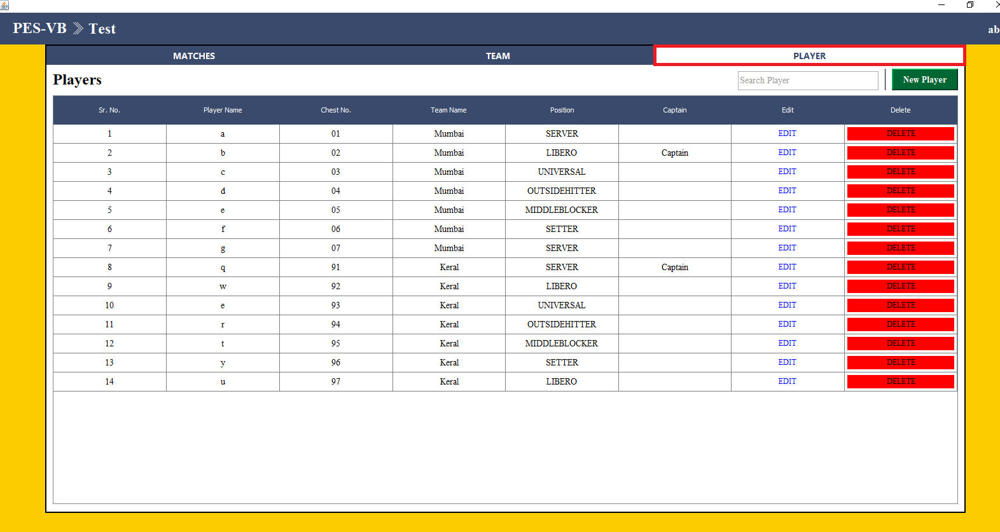 PES-VB Test ab
MATCHES TEAM PLAYER
Players Search Player New Player
Sr. No. Player Name Chest No. Team Name Position Captain Edit Delete
1 a 01 Mumbai SERVER EDIT DELETE
2 b 02 Mumbai LIBERO Captain EDIT DELETE
3 c 03 Mumbai UNIVERSAL EDIT DELETE
4 d 04 Mumbai OUTSIDEHITTER EDIT DELETE
5 e 05 Mumbai MIDDLEBLOCKER EDIT DELETE
6 f 06 Mumbai SETTER EDIT DELETE
7 g 07 Mumbai SERVER EDIT DELETE
8 q 91 Keral SERVER Captain EDIT DELETE
9 w 92 Keral LIBERO EDIT DELETE
10 e 93 Keral UNIVERSAL EDIT DELETE
11 r 94 Keral OUTSIDEHITTER EDIT DELETE
12 t 95 Keral MIDDLEBLOCKER EDIT DELETE
13 y 96 Keral SETTER EDIT DELETE
14 u 97 Keral LIBERO EDIT DELETE